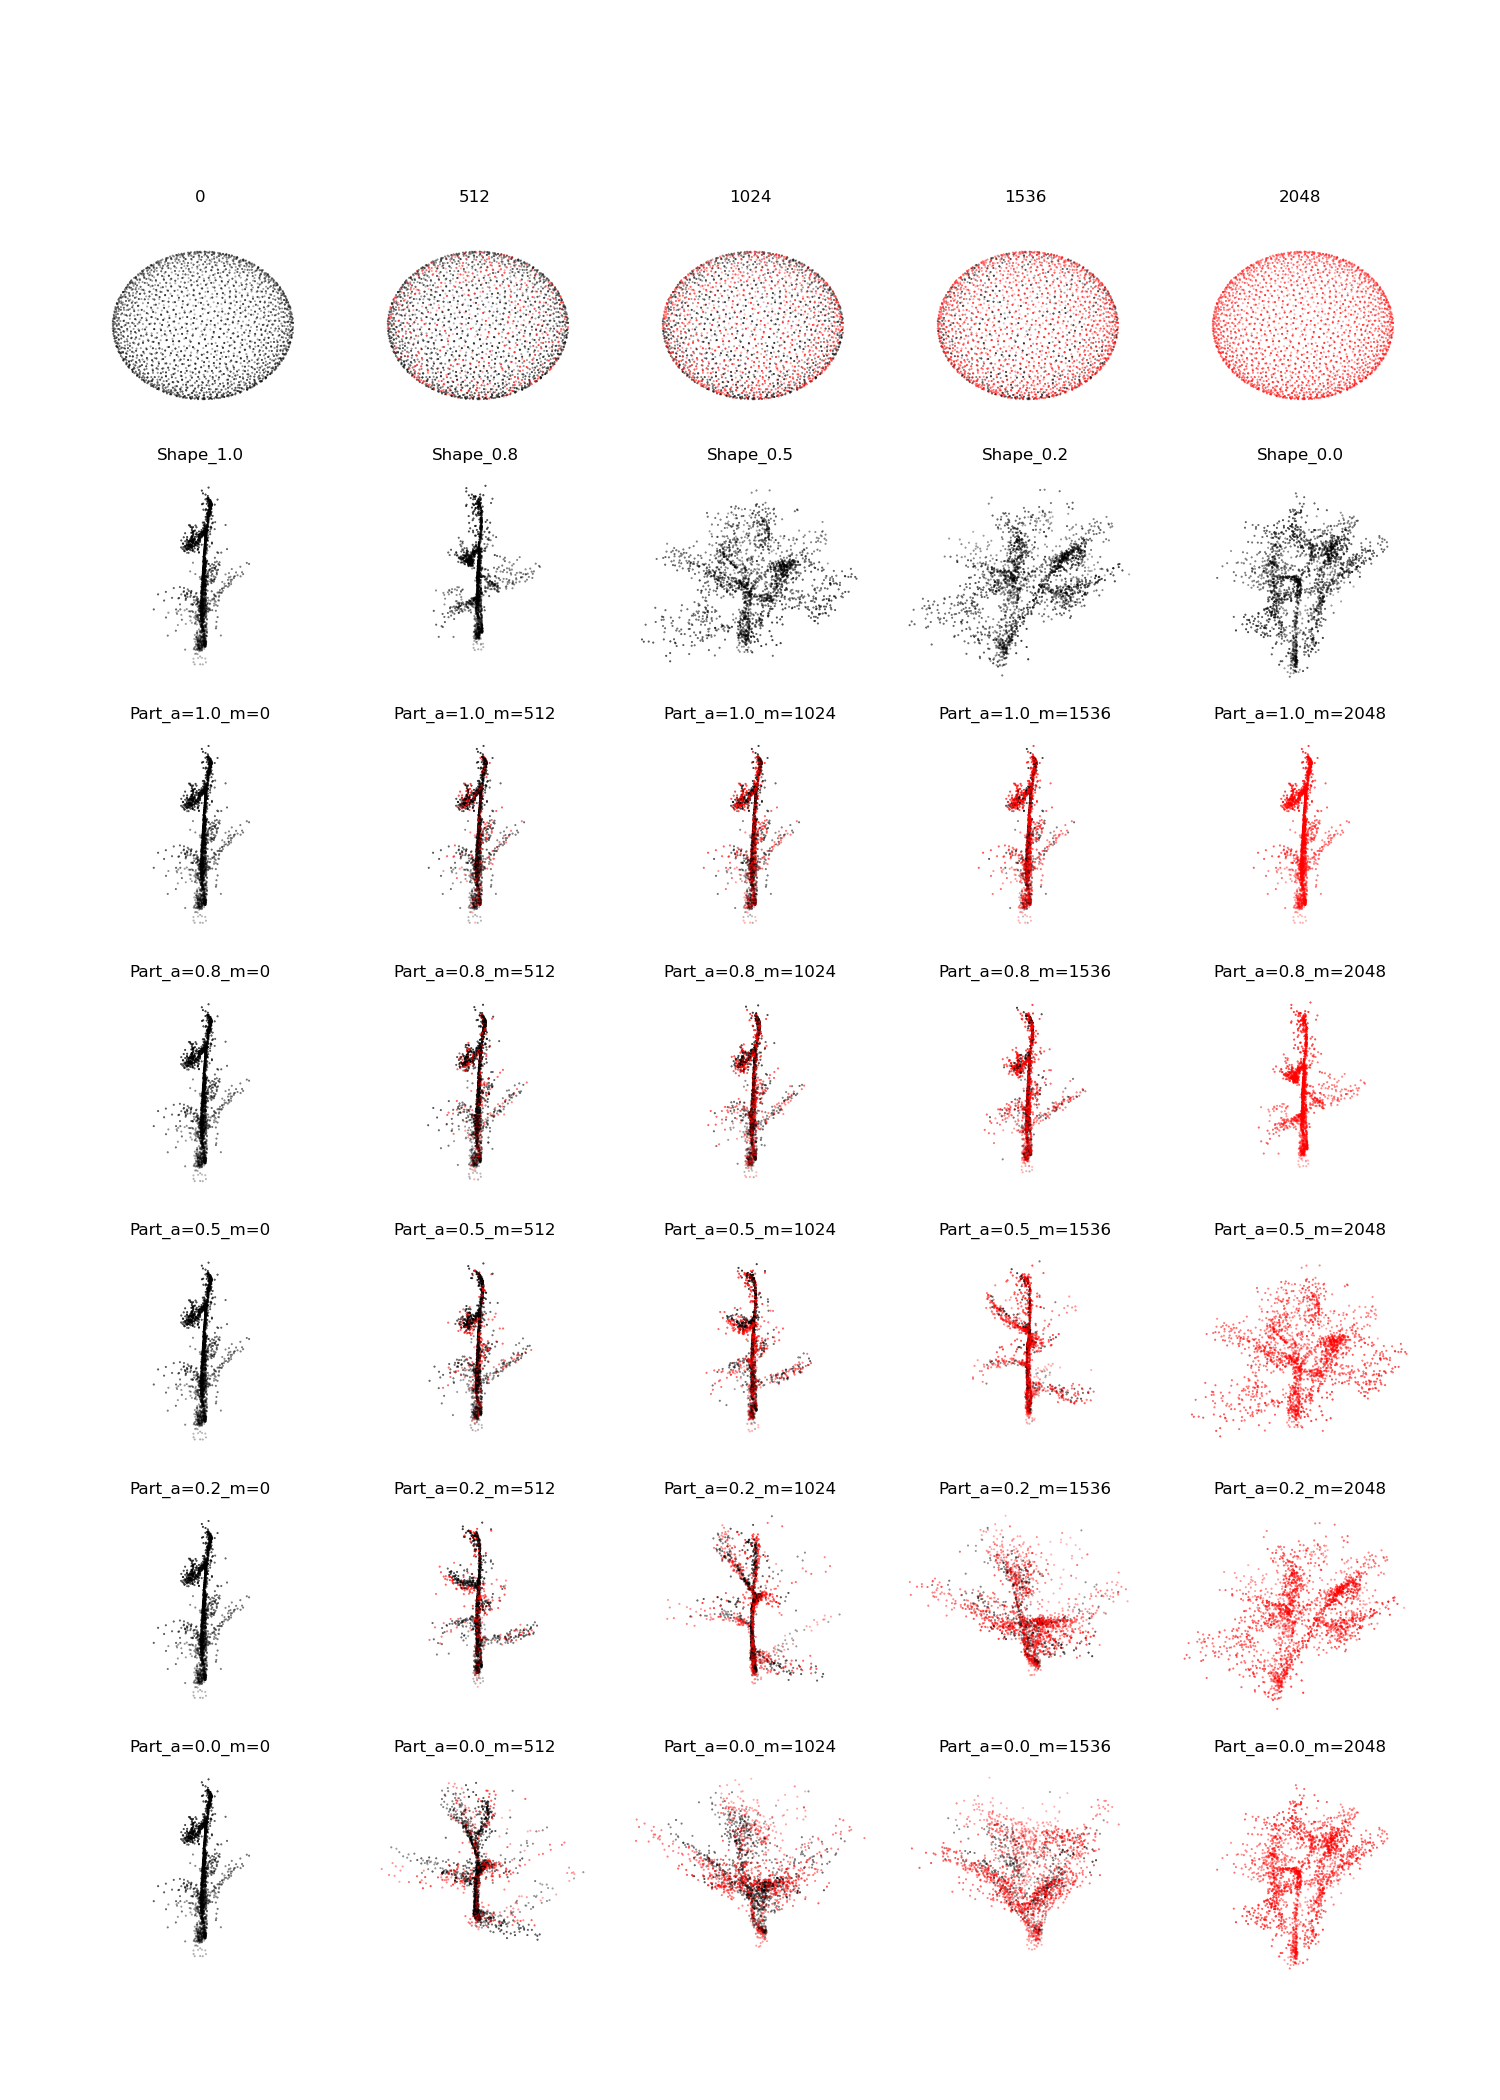 0 512 1024 1536 2048
Shape_1.0 Shape_0.8 Shape_0.5 Shape_0.2 Shape_0.0
Part_a=1.0_m=0 Part_a=1.0_m=512 Part_a=1.0_m=1024 Part_a=1.0_m=1536 Part_a=1.0_m=2048
Part_a=0.8_m=0 Part_a=0.8_m=512 Part_a=0.8_m=1024 Part_a=0.8_m=1536 Part_a=0.8_m=2048
Part_a=0.5_m=0 Part_a=0.5_m=512 Part_a=0.5_m=1024 Part_a=0.5_m=1536 Part_a=0.5_m=2048
Part_a=0.2_m=0 Part_a=0.2_m=512 Part_a=0.2_m=1024 Part_a=0.2_m=1536 Part_a=0.2_m=2048
Part_a=0.0_m=0 Part_a=0.0_m=512 Part_a=0.0_m=1024 Part_a=0.0_m=1536 Part_a=0.0_m=2048